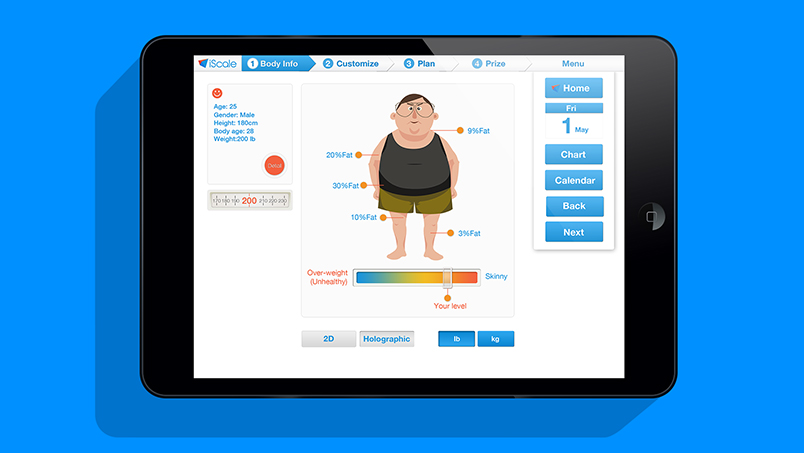 iScale
1 Body Info
2 Customize
3 Plan
4 Prize
Menu
Age: 25
Gender: Male
Height: 180cm
Body age: 28
Weight:200 lb
Detail
170 180 190 200 210 220 230
9%Fat
20%Fat
30%Fat
10%Fat
3%Fat
Over-weight
(Unhealthy)
Skinny
Your level
2D
Holographic
lb
kg
Home
Fri
1 May
Chart
Calendar
Back
Next